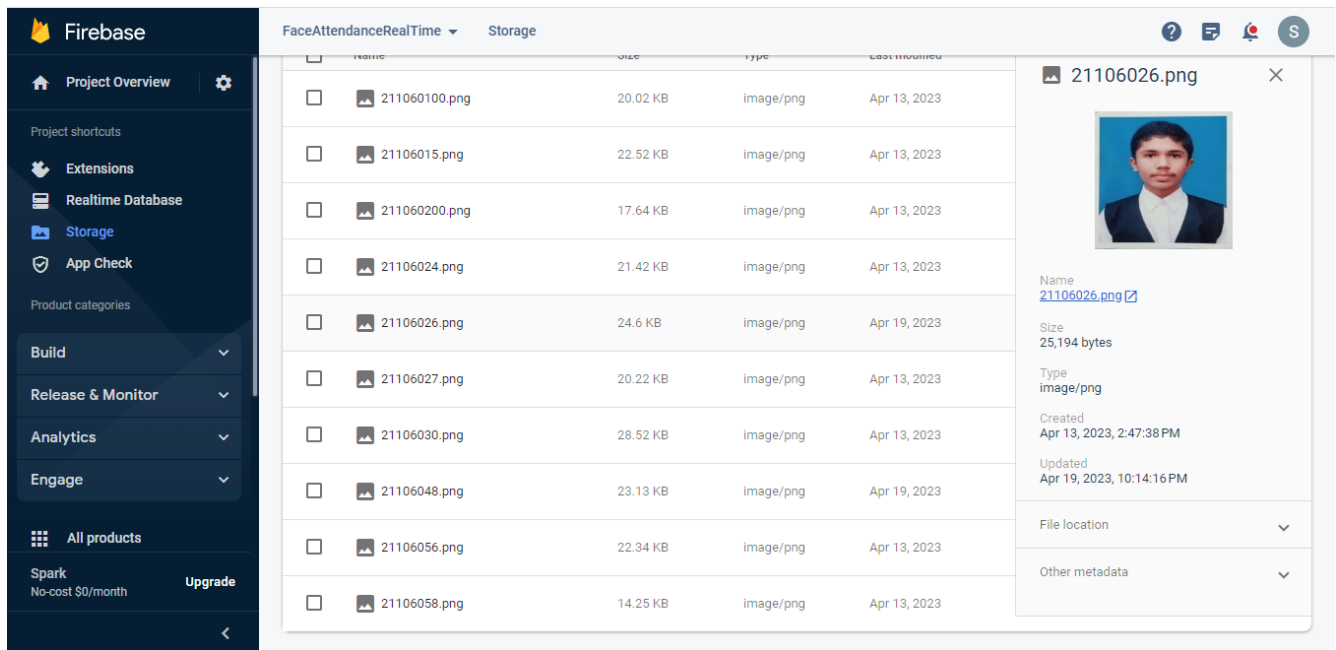 Firebase
FaceAttendanceRealTime
Storage
S
Project Overview
Project shortcuts
Extensions
Realtime Database
Storage
App Check
Product categories
Build
Release & Monitor
Analytics
Engage
All products
Spark
No-cost $0/month
Upgrade
Name Size Type Last modified
211060100.png 20.02 KB image/png Apr 13, 2023
21106015.png 22.52 KB image/png Apr 13, 2023
211060200.png 17.64 KB image/png Apr 13, 2023
21106024.png 21.42 KB image/png Apr 13, 2023
21106026.png 24.6 KB image/png Apr 19, 2023
21106027.png 20.22 KB image/png Apr 13, 2023
21106030.png 28.52 KB image/png Apr 13, 2023
21106048.png 23.13 KB image/png Apr 19, 2023
21106056.png 22.34 KB image/png Apr 13, 2023
21106058.png 14.25 KB image/png Apr 13, 2023
21106026.png
Name
21106026.png
Size
25,194 bytes
Type
image/png
Created
Apr 13, 2023, 2:47:38 PM
Updated
Apr 19, 2023, 10:14:16 PM
File location
Other metadata